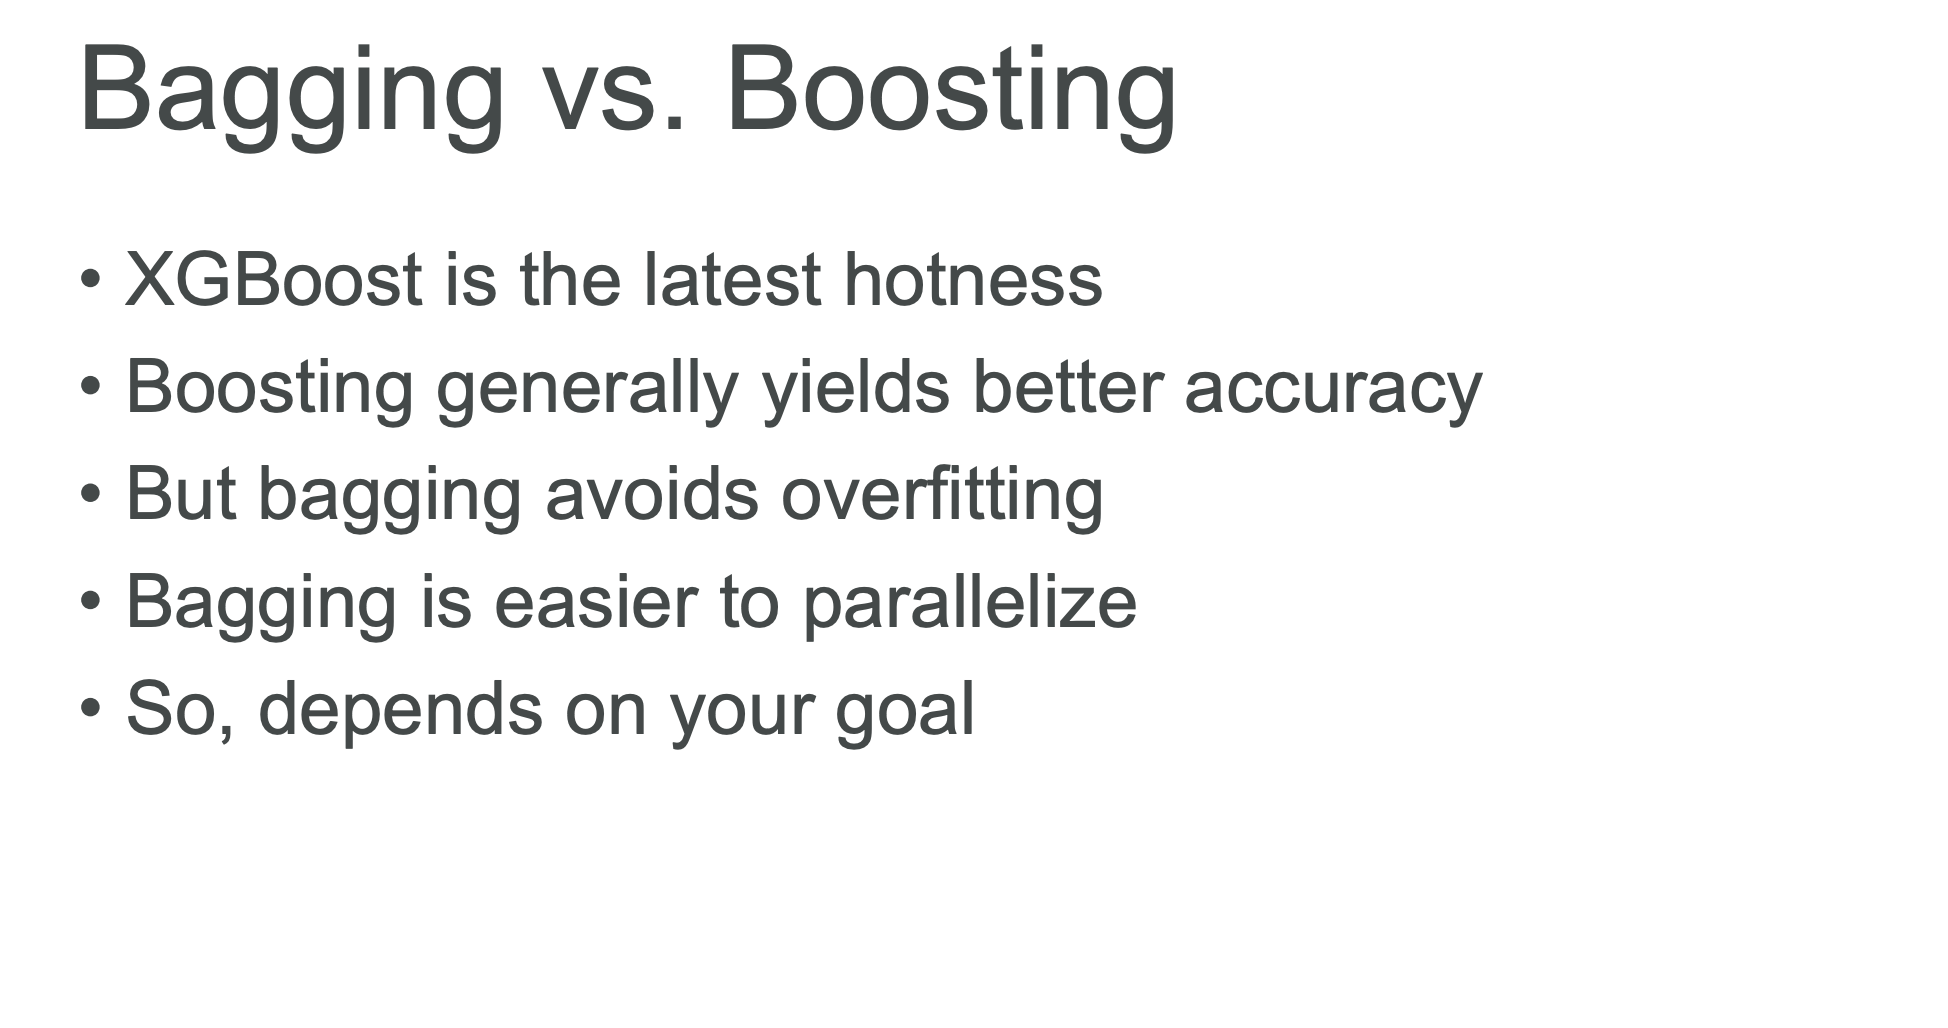 Bagging vs. Boosting
• XGBoost is the latest hotness
• Boosting generally yields better accuracy
• But bagging avoids overfitting
• Bagging is easier to parallelize
• So, depends on your goal